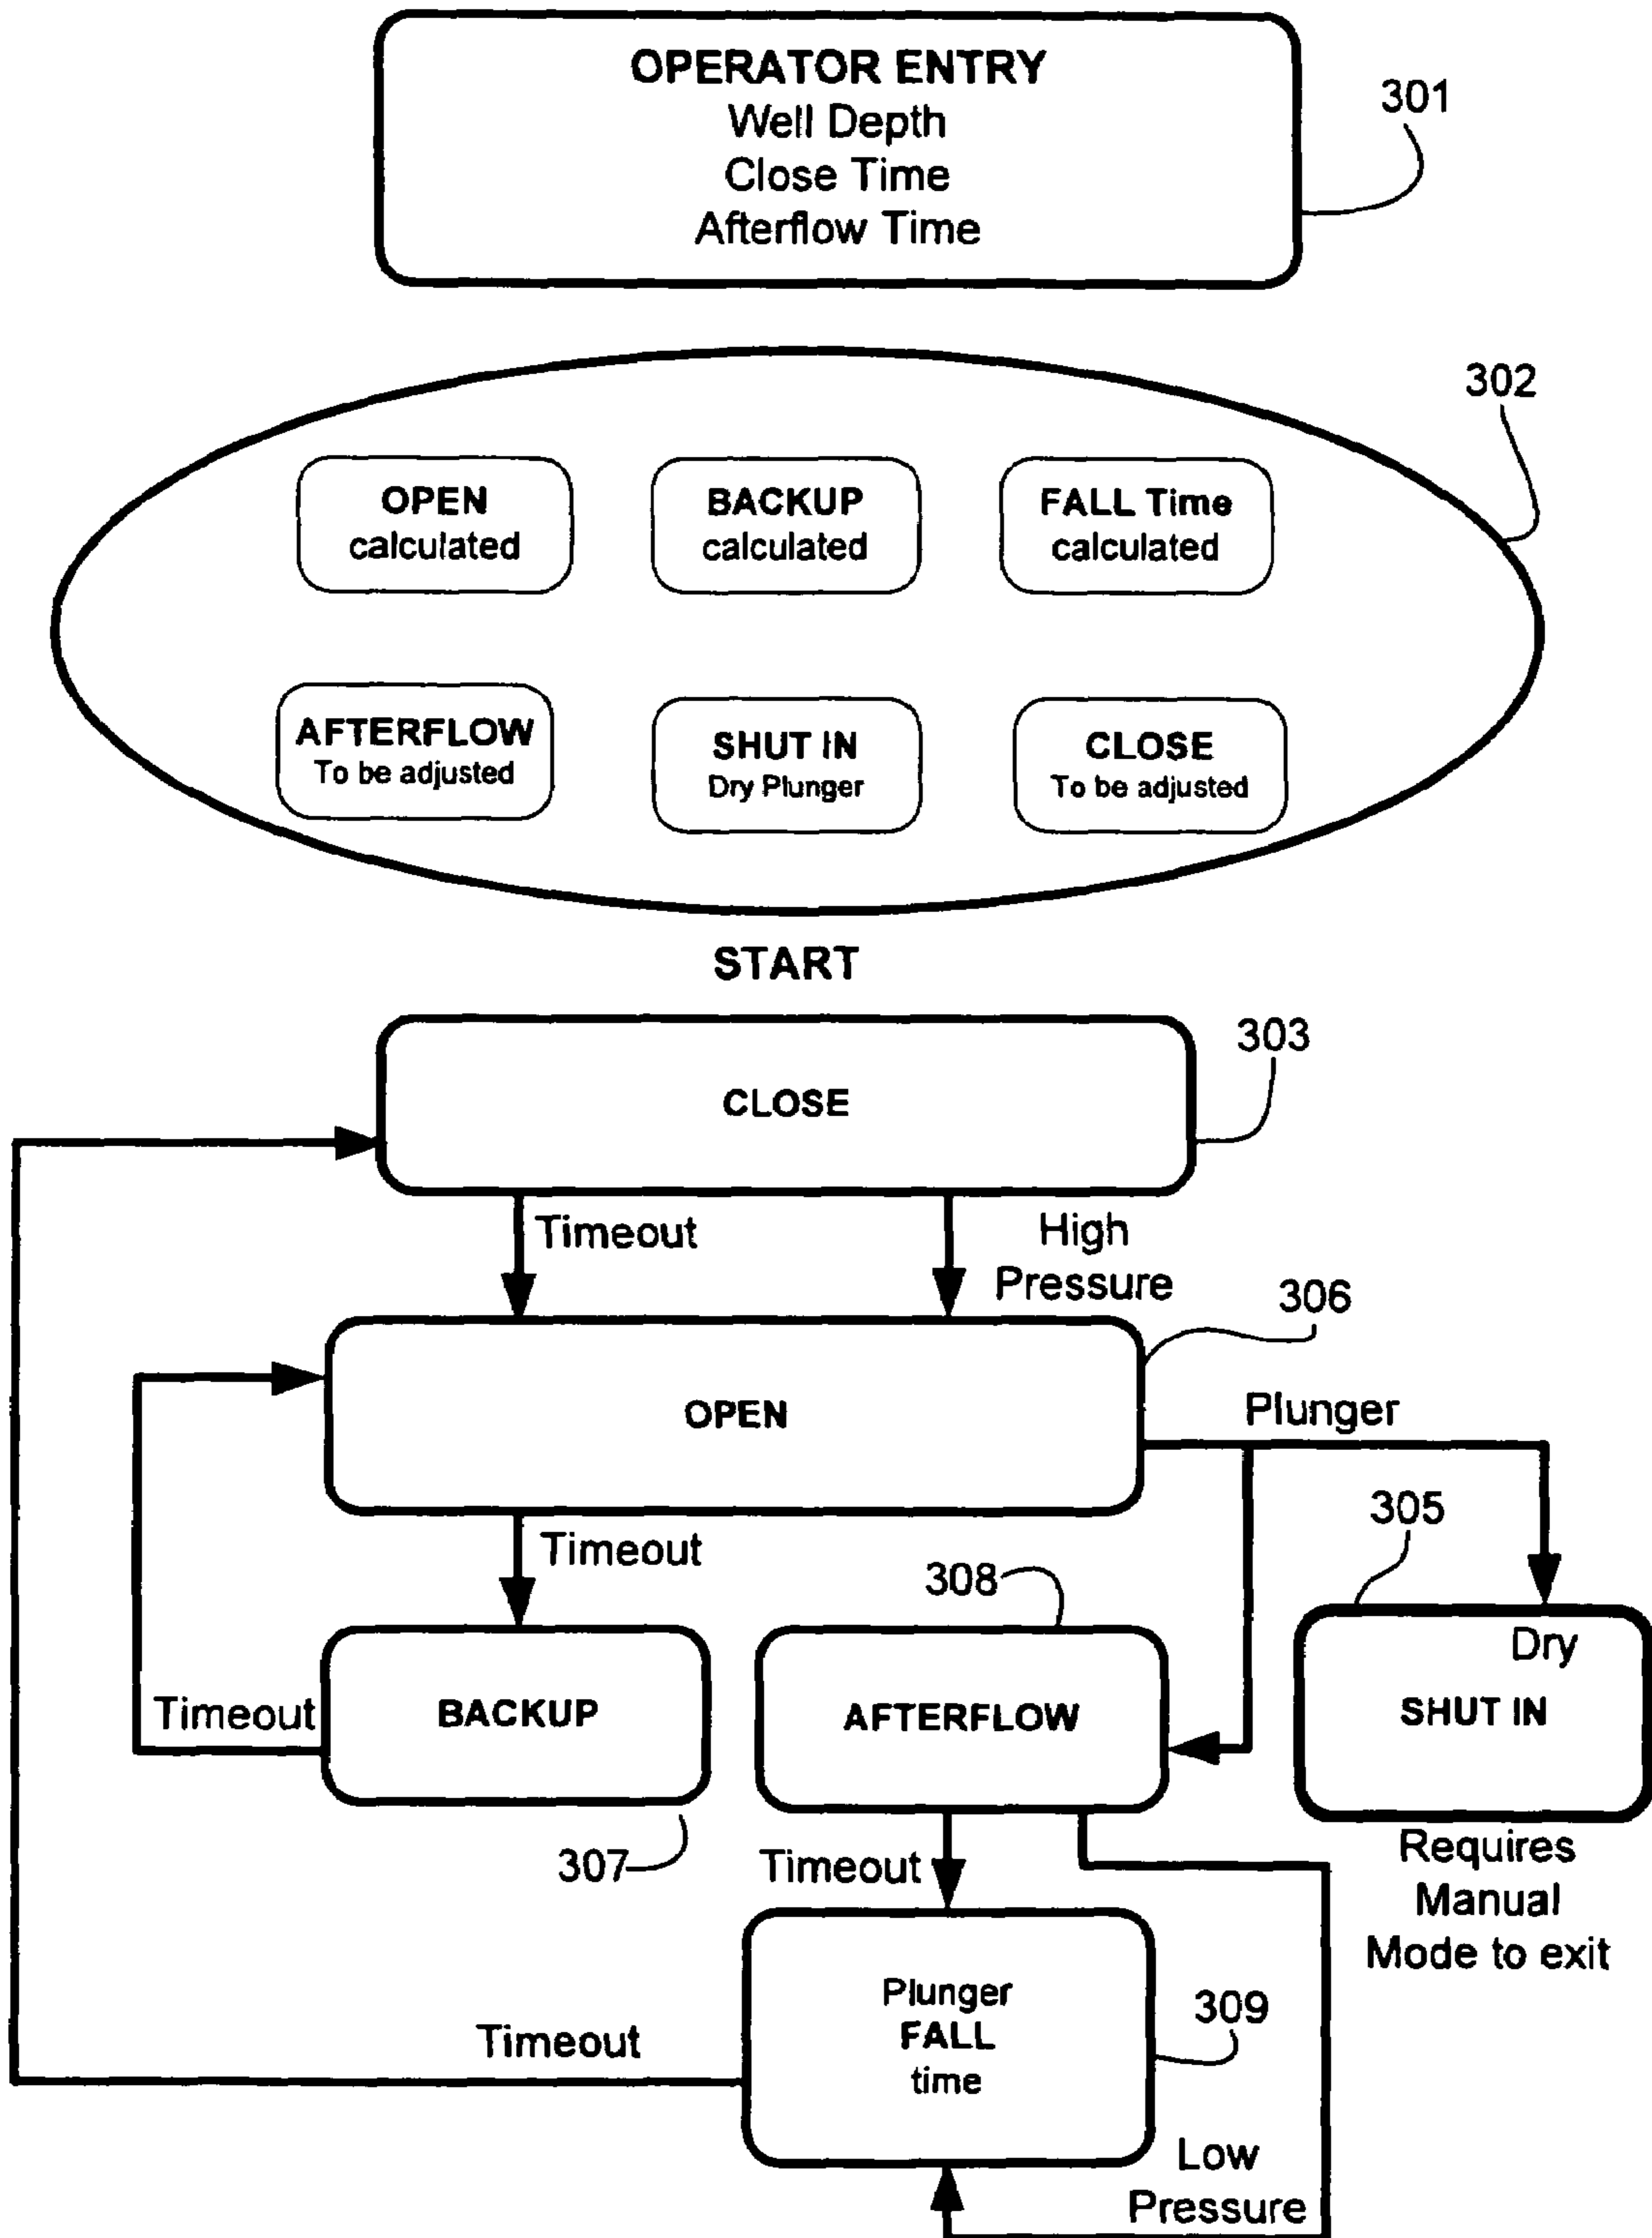 OPERATOR ENTRY
Well Depth
Close Time
Afterflow Time
301
302
OPEN
calculated
BACKUP
calculated
FALL Time
calculated
AFTERFLOW
To be adjusted
SHUT IN
Dry Plunger
CLOSE
To be adjusted
START
303
CLOSE
Timeout
High
Pressure
306
OPEN
Plunger
Timeout
308
305
Dry
SHUT IN
Timeout
BACKUP
AFTERFLOW
307
Timeout
Requires
Manual
Mode to exit
Plunger
FALL
time
309
Timeout
Low
Pressure